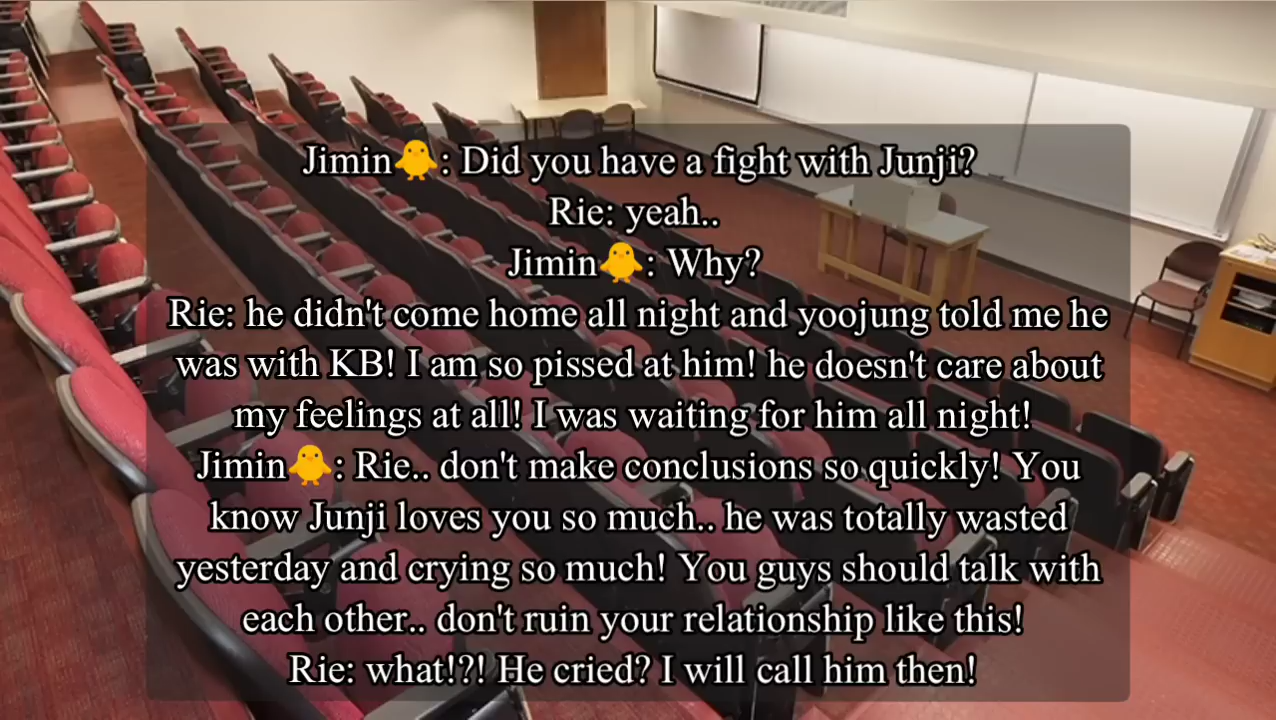 Jimin🐥: Did you have a fight with Junji?
Rie: yeah..
Jimin🐥: Why?
Rie: he didn't come home all night and yoojung told me he
was with KB! I am so pissed at him! he doesn't care about
my feelings at all! I was waiting for him all night!
Jimin🐥: Rie.. don't make conclusions so quickly! You
know Junji loves you so much.. he was totally wasted
yesterday and crying so much! You guys should talk with
each other.. don't ruin your relationship like this!
Rie: what!?! He cried? I will call him then!